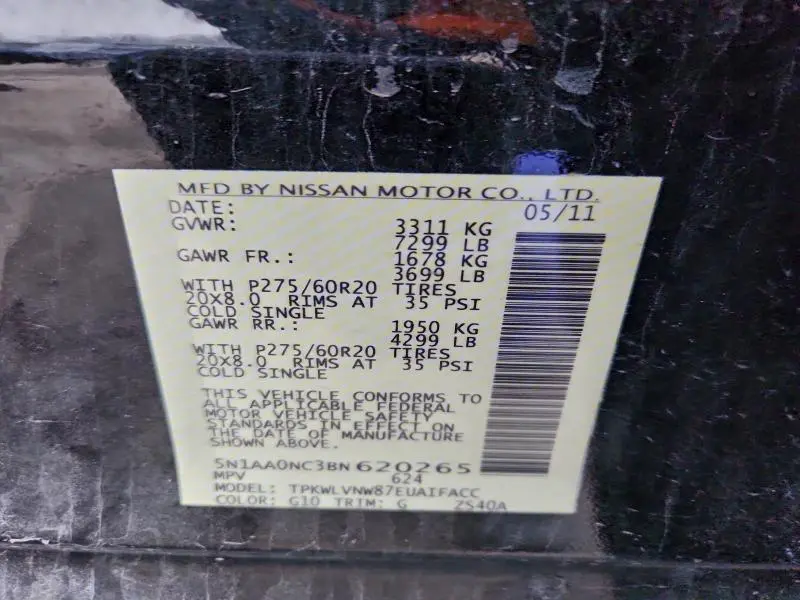 MFD BY NISSAN MOTOR CO., LTD.
DATE: 05/11
GVWR: 3311 KG
7299 LB
GAWR FR.: 1678 KG
3699 LB
WITH P275/60R20 TIRES
20X8.0 RIMS AT 35 PSI
COLD SINGLE
GAWR RR.: 1950 KG
4299 LB
WITH P275/60R20 TIRES
20X8.0 RIMS AT 35 PSI
COLD SINGLE
THIS VEHICLE CONFORMS TO
ALL APPLICABLE FEDERAL
MOTOR VEHICLE SAFETY
STANDARDS IN EFFECT ON
THE DATE OF MANUFACTURE
SHOWN ABOVE.
5N1AA0NC3BN620265
MPV 624
MODEL: TPKWLVNW87EUAIFACC
COLOR: G10 TRIM: G ZS40A